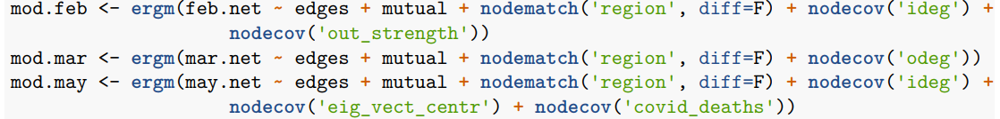 mod.feb <- ergm(feb.net ~ edges + mutual + nodematch('region', diff=F) + nodecov('ideg') +
nodecov('out_strength'))
mod.mar <- ergm(mar.net ~ edges + mutual + nodematch('region', diff=F) + nodecov('odeg'))
mod.may <- ergm(may.net ~ edges + mutual + nodematch('region', diff=F) + nodecov('ideg') +
nodecov('eig_vect_centr') + nodecov('covid_deaths'))